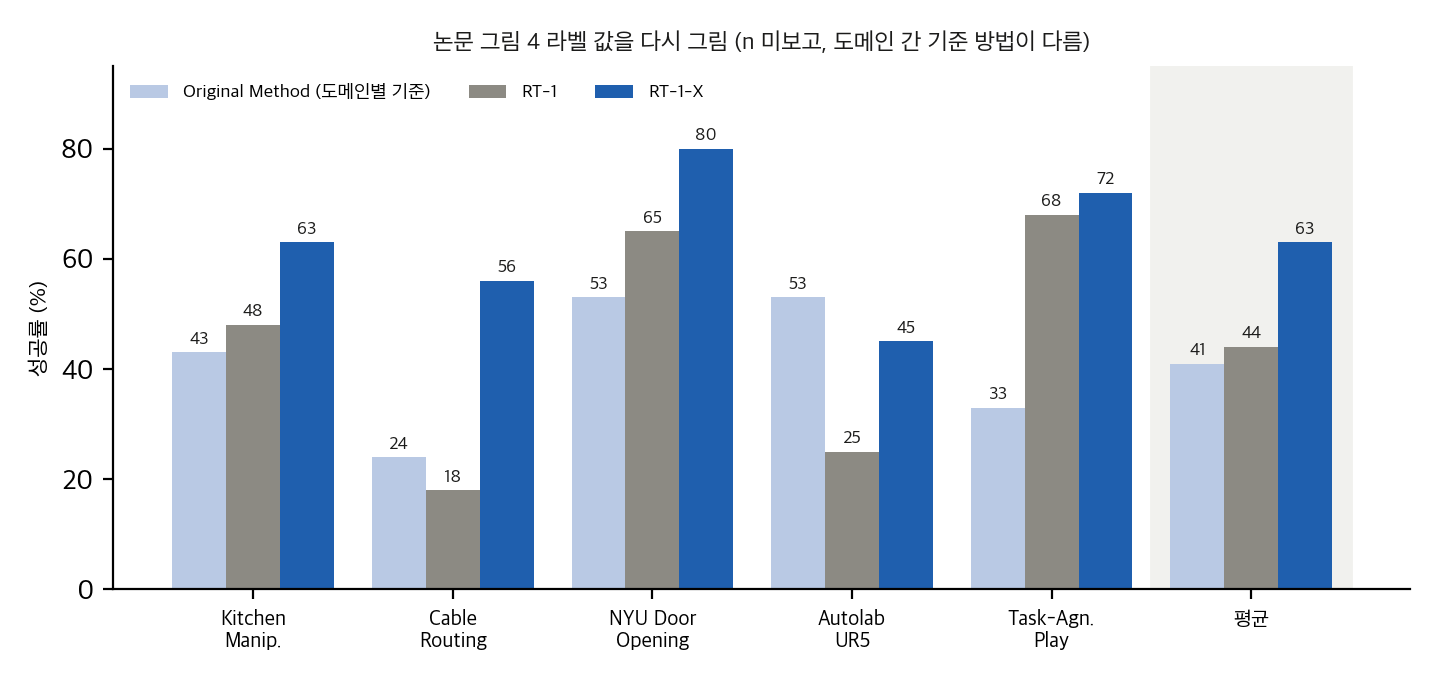 논문 그림 4 라벨 값을 다시 그림 (n 미보고, 도메인 간 기준 방법이 다름)
Original Method (도메인별 기준)
RT-1
RT-1-X
성공률 (%)
80
60
40
20
0
43
48
63
24
18
56
53
65
80
53
25
45
33
68
72
41
44
63
Kitchen
Manip.
Cable
Routing
NYU Door
Opening
Autolab
UR5
Task-Agn.
Play
평균